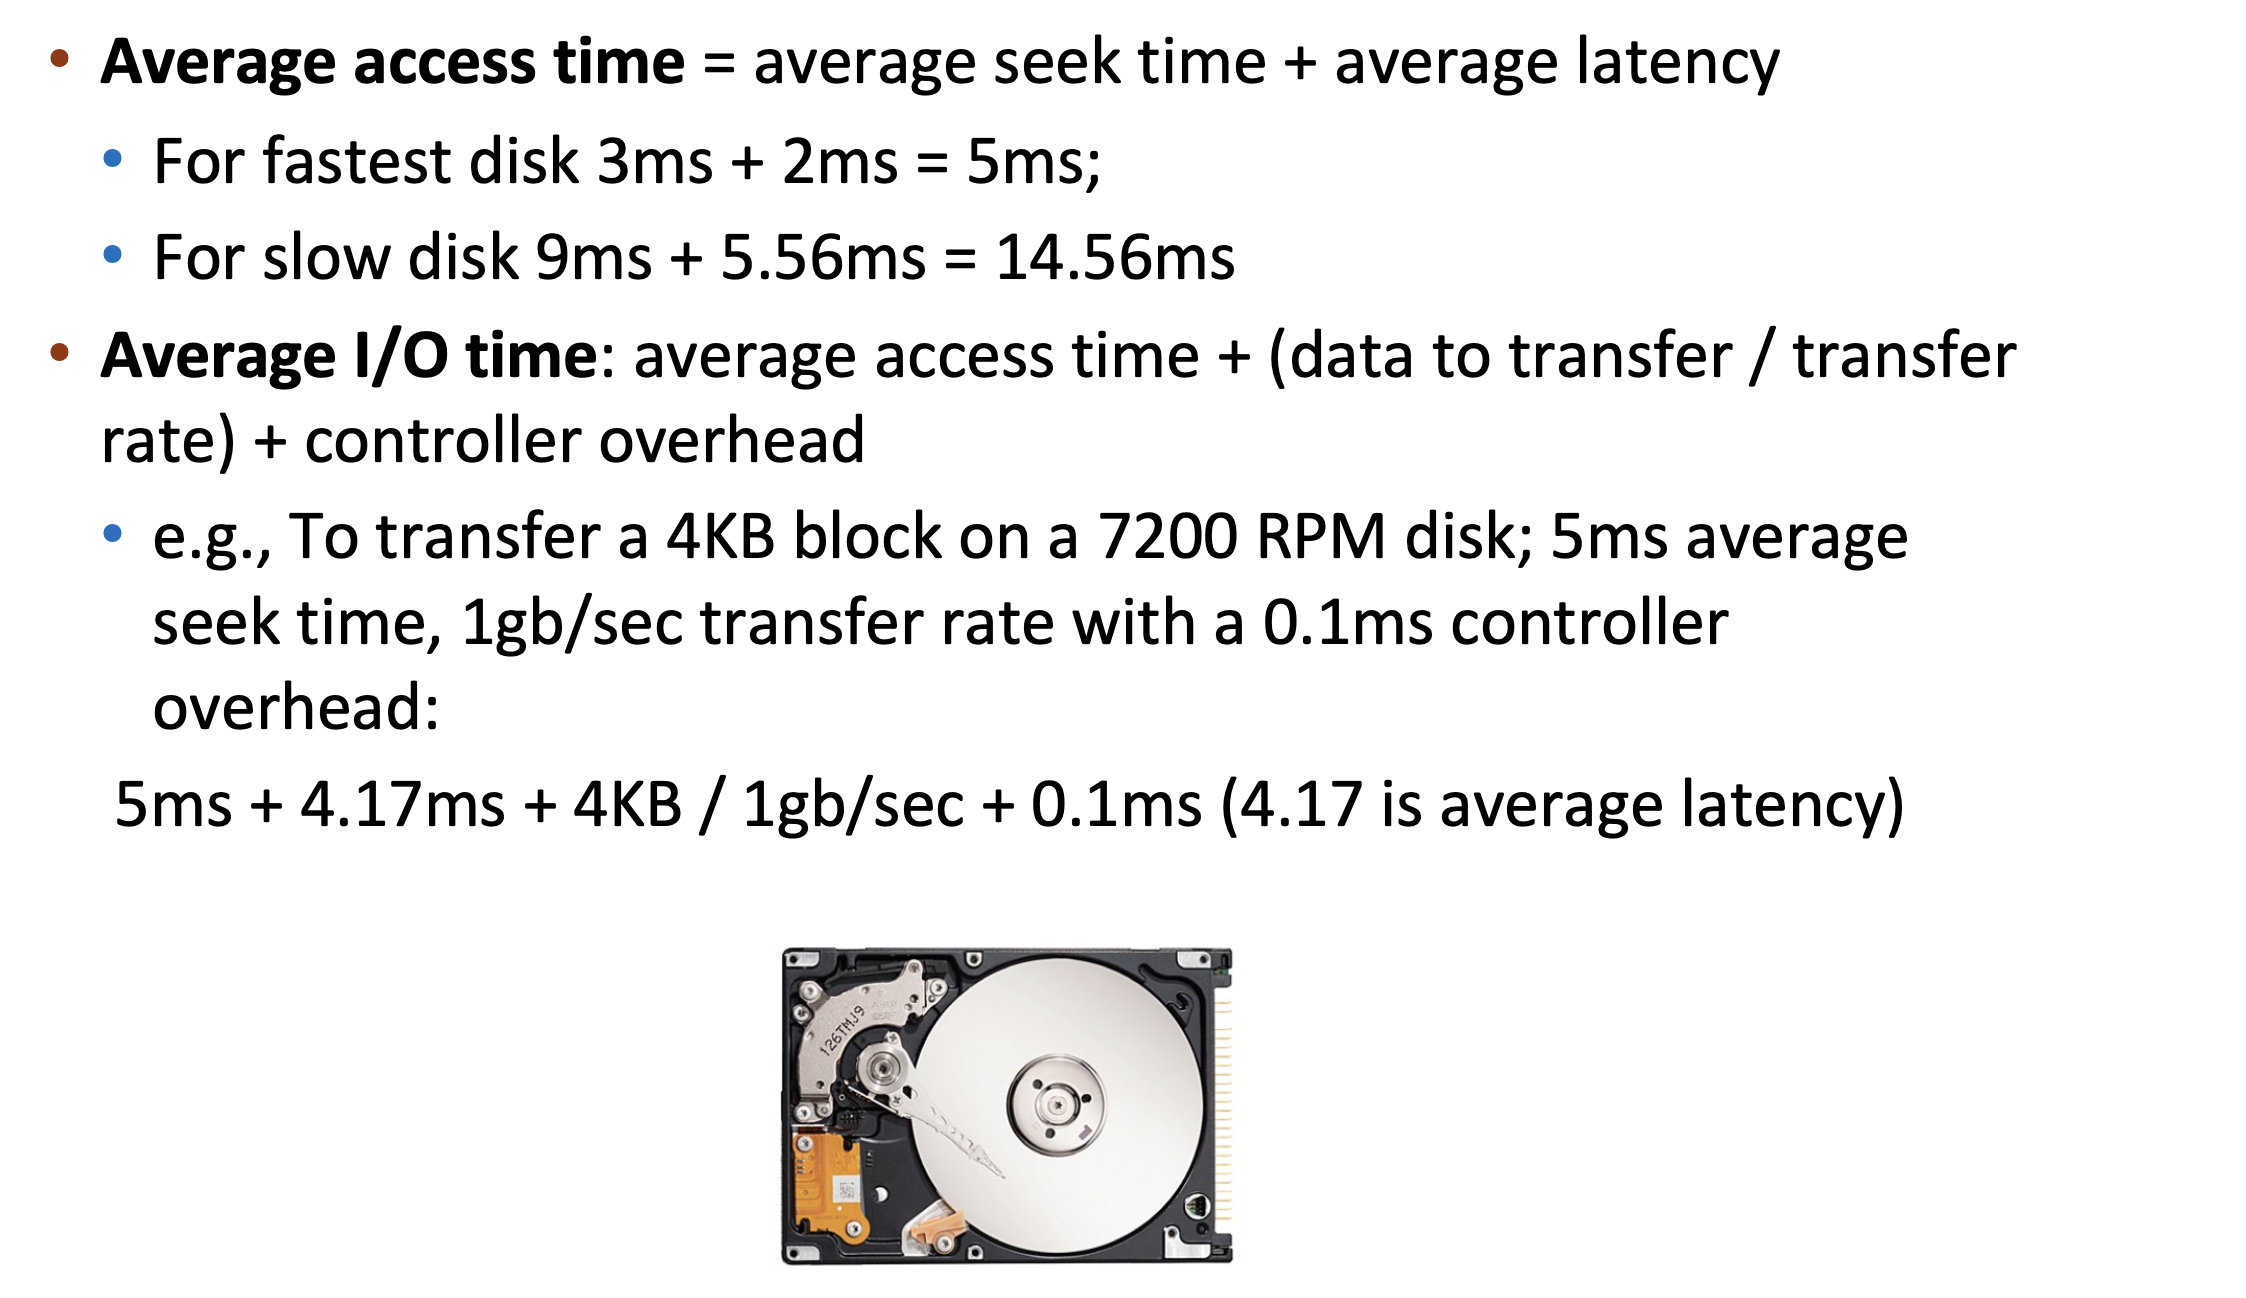 • Average access time = average seek time + average latency
• For fastest disk 3ms + 2ms = 5ms;
• For slow disk 9ms + 5.56ms = 14.56ms
• Average I/O time: average access time + (data to transfer / transfer
rate) + controller overhead
• e.g., To transfer a 4KB block on a 7200 RPM disk; 5ms average
seek time, 1gb/sec transfer rate with a 0.1ms controller
overhead:
5ms + 4.17ms + 4KB / 1gb/sec + 0.1ms (4.17 is average latency)
126TMJ9